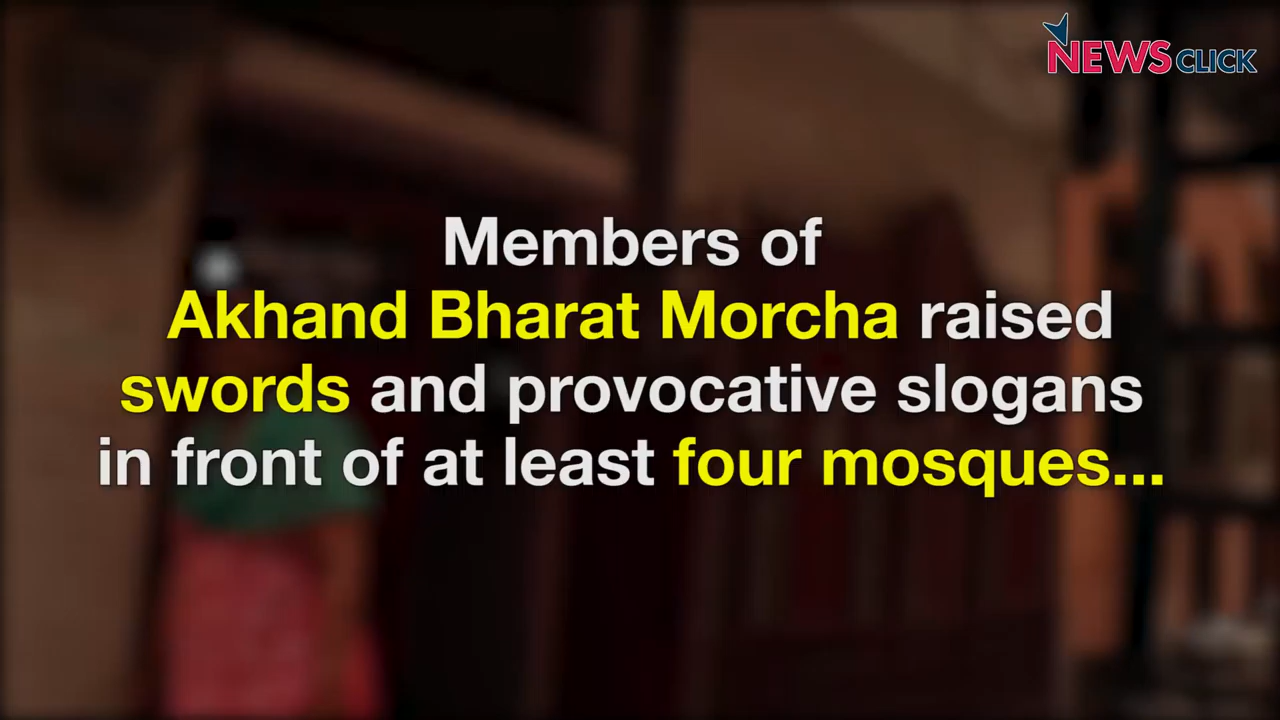 NEWSCLICK
Members of
Akhand Bharat Morcha raised
swords and provocative slogans
in front of at least four mosques...